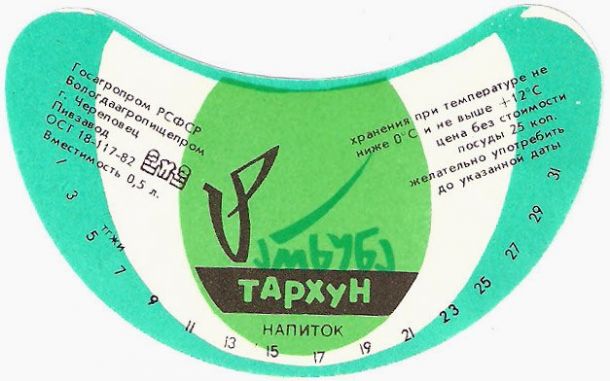 Госагропром РСФСР
Вологдаагропищепром
г. Череповец
Пивзавод
ОСТ 18-117-82
Вместимость 0,5 л.
хранения при температуре не
ниже 0°С и не выше +12°С
цена без стоимости
посуды 25 коп.
желательно употребить
до указанной даты
ТАРХУН
НАПИТОК
1 3 5 7 9 11 13 15 17 19 21 23 25 27 29 31